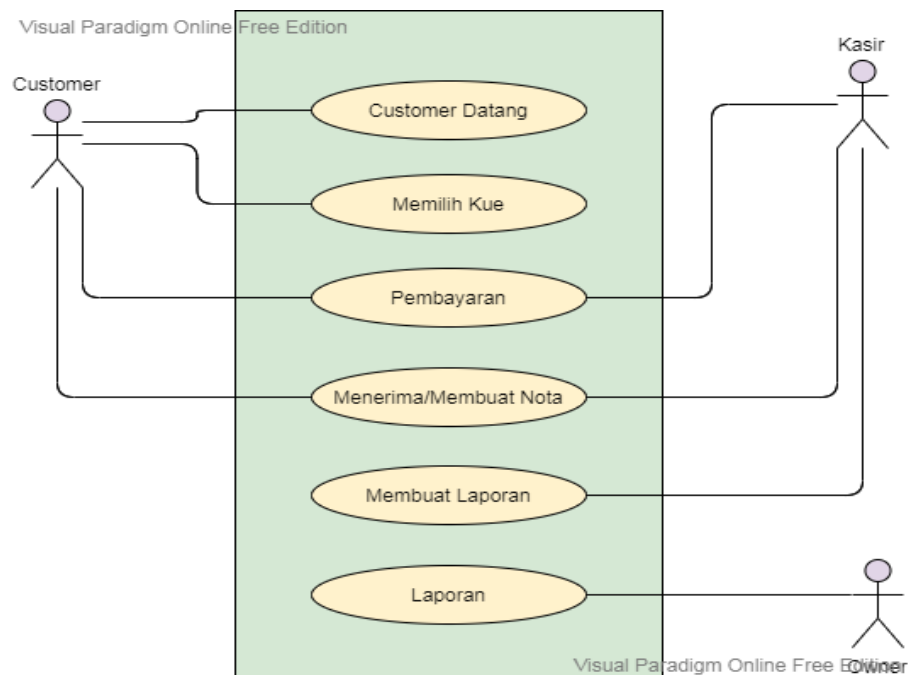 Visual Paradigm Online Free Edition
Kasir
Customer
Customer Datang
Memilih Kue
Pembayaran
Menerima/Membuat Nota
Membuat Laporan
Laporan
Visual Paradigm Online Free Edition
Owner